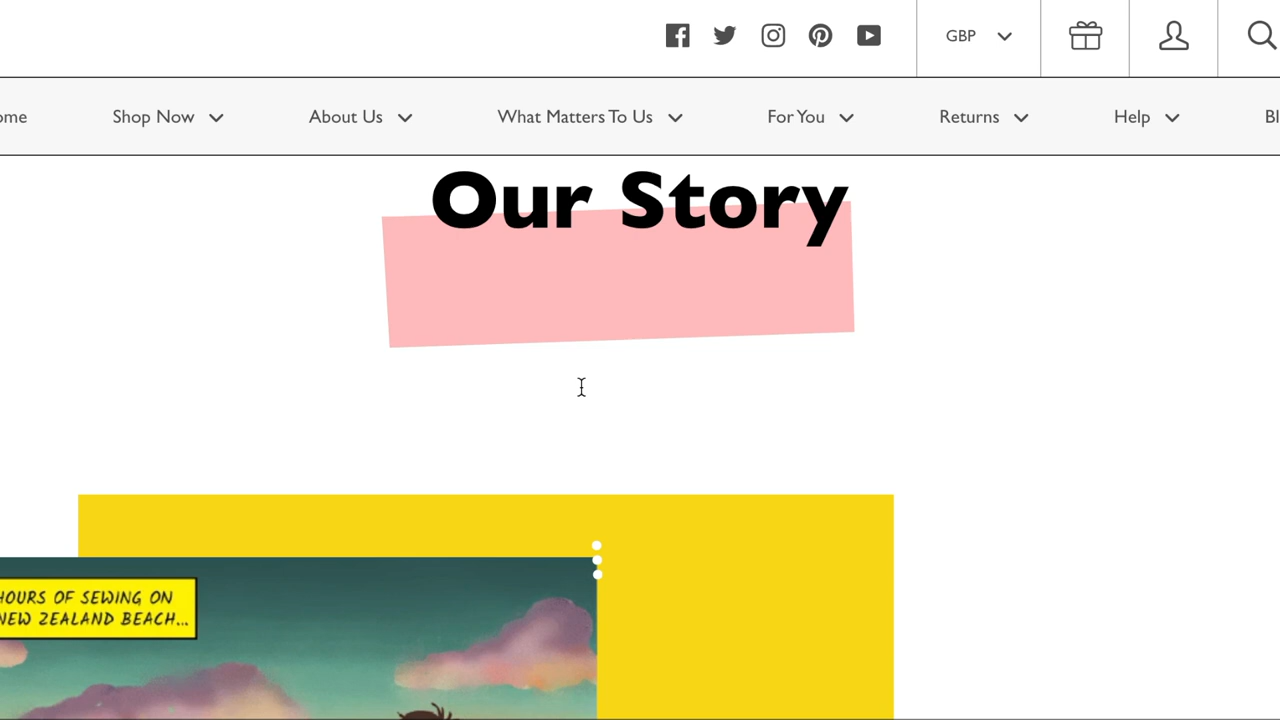 GBP
ome Shop Now About Us What Matters To Us For You Returns Help Bl
Our Story
HOURS OF SEWING ON
NEW ZEALAND BEACH...